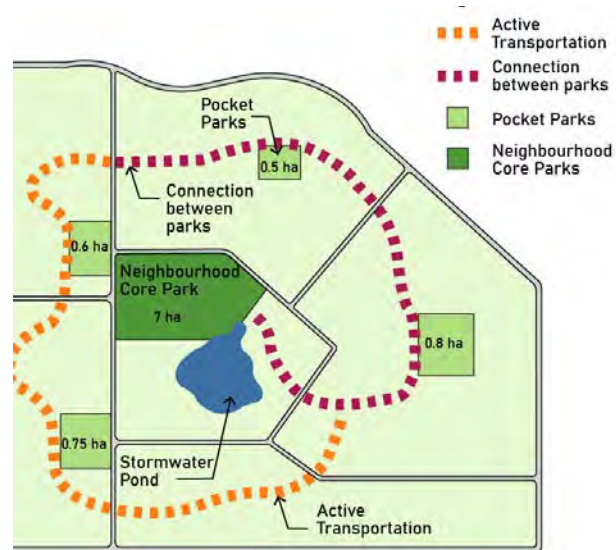 Active
Transportation
Connection
between parks
Pocket Parks
Neighbourhood
Core Parks
Pocket
Parks
0.5 ha
Connection
between
parks
0.6 ha
Neighbourhood
Core Park
7 ha
0.8 ha
0.75 ha
Stormwater
Pond
Active
Transportation